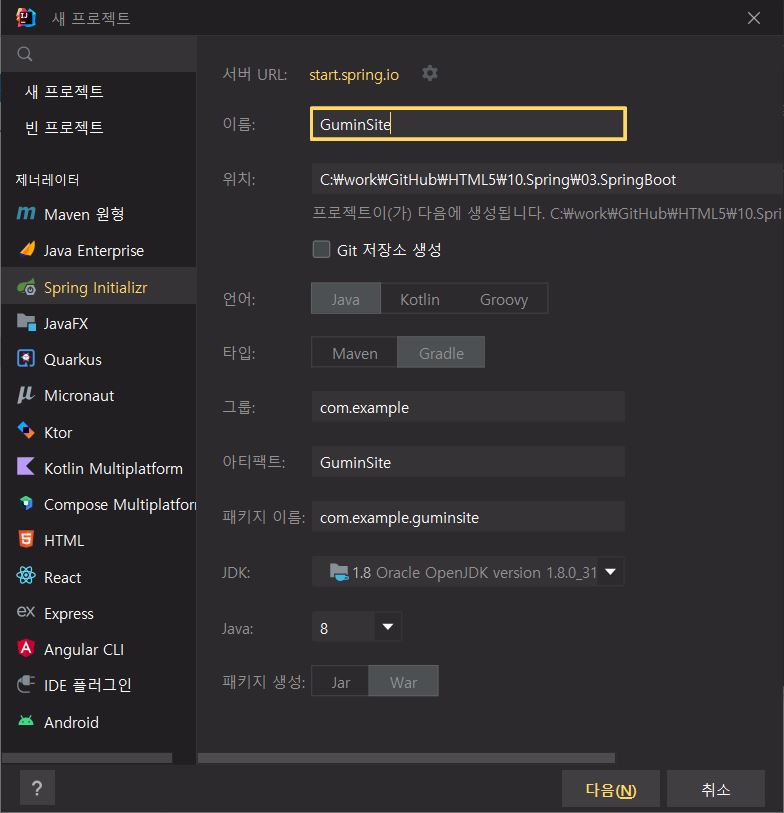 새 프로젝트
새 프로젝트
빈 프로젝트
제너레이터
Maven 원형
Java Enterprise
Spring Initializr
JavaFX
Quarkus
Micronaut
Ktor
Kotlin Multiplatform
Compose Multiplatfor
HTML
React
Express
Angular CLI
IDE 플러그인
Android
서버 URL: start.spring.io
이름: GuminSite
위치: C:₩work₩GitHub₩HTML5₩10.Spring₩03.SpringBoot
프로젝트이(가) 다음에 생성됩니다. C:₩work₩GitHub₩HTML5₩10.Spri
Git 저장소 생성
언어: Java Kotlin Groovy
타입: Maven Gradle
그룹: com.example
아티팩트: GuminSite
패키지 이름: com.example.guminsite
JDK: 1.8 Oracle OpenJDK version 1.8.0_31
Java: 8
패키지 생성: Jar War
? 다음(N) 취소